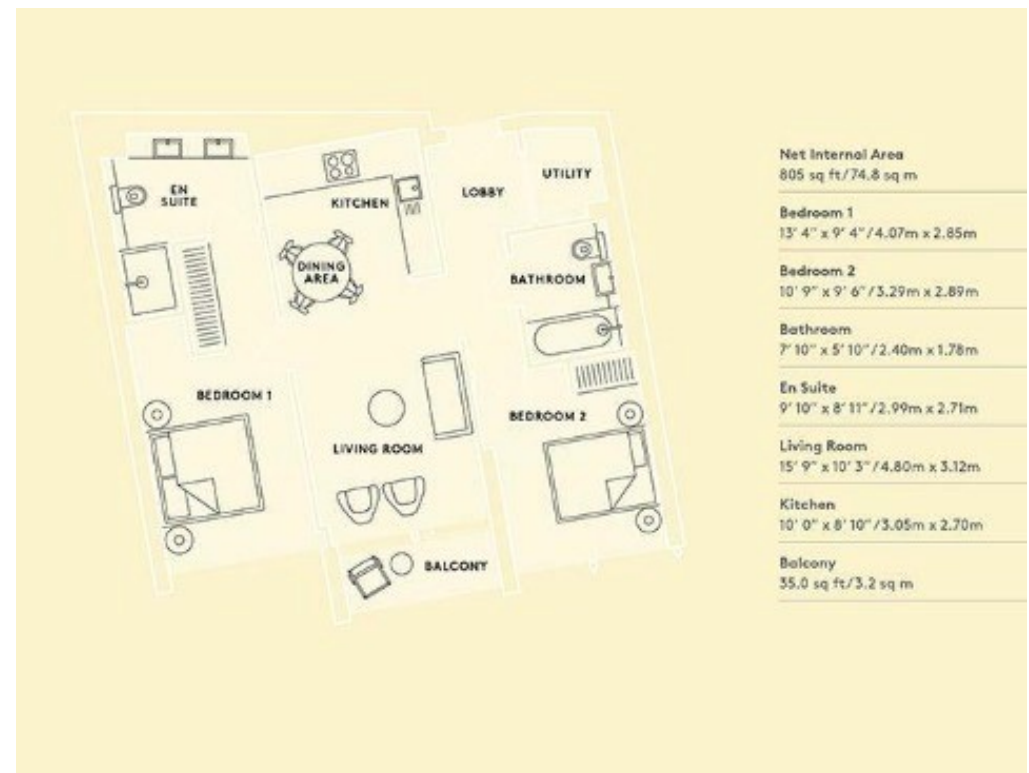 EN
SUITE
KITCHEN
LOBBY
UTILITY
DINING
AREA
BATHROOM
BEDROOM 1
LIVING ROOM
BEDROOM 2
BALCONY
Net Internal Area
805 sq ft/74.8 sq m
Bedroom 1
13' 4" x 9' 4"/4.07m x 2.85m
Bedroom 2
10' 9" x 9' 6"/3.29m x 2.89m
Bathroom
7' 10" x 5' 10"/2.40m x 1.78m
En Suite
9' 10" x 8' 11"/2.99m x 2.71m
Living Room
15' 9" x 10' 3"/4.80m x 3.12m
Kitchen
10' 0" x 8' 10"/3.05m x 2.70m
Balcony
35.0 sq ft/3.2 sq m